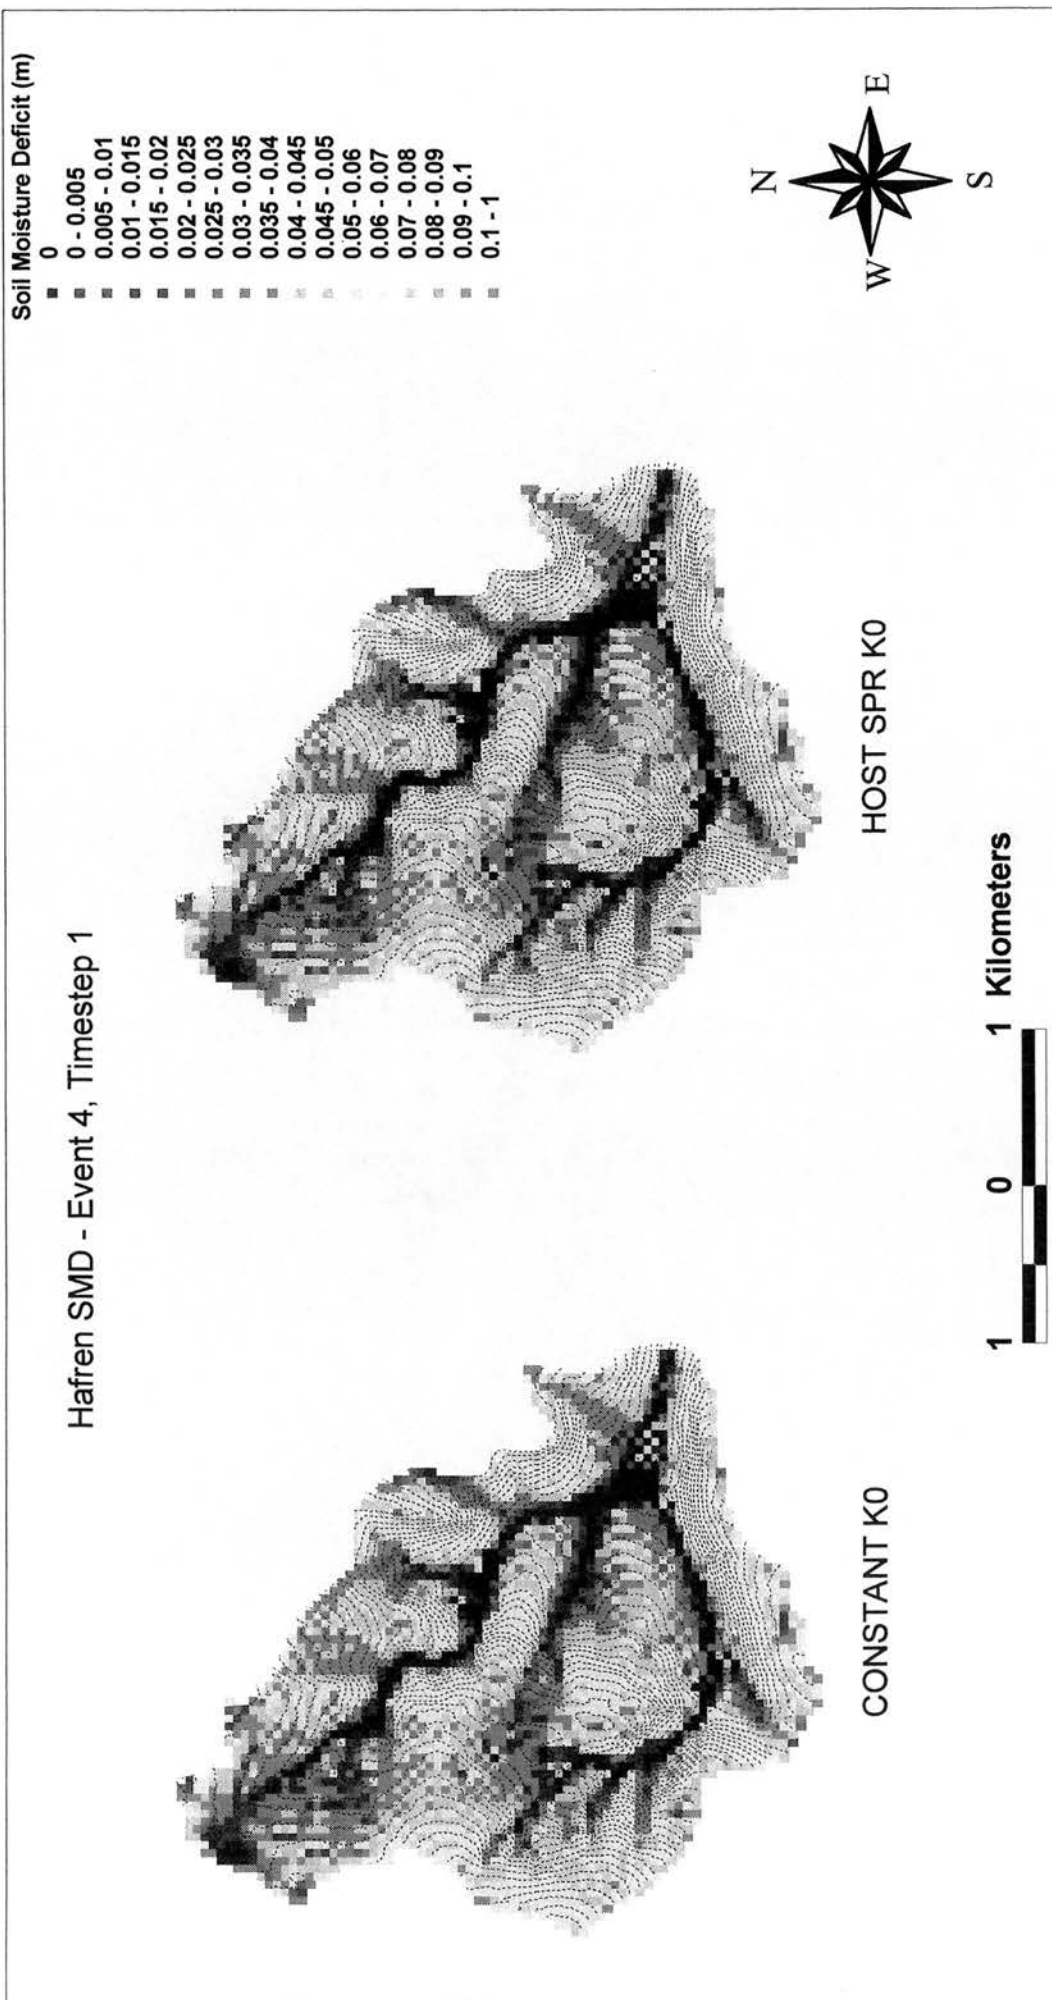 Hafren SMD - Event 4, Timestep 1
Soil Moisture Deficit (m)
0
0 - 0.005
0.005 - 0.01
0.01 - 0.015
0.015 - 0.02
0.02 - 0.025
0.025 - 0.03
0.03 - 0.035
0.035 - 0.04
0.04 - 0.045
0.045 - 0.05
0.05 - 0.06
0.06 - 0.07
0.07 - 0.08
0.08 - 0.09
0.09 - 0.1
0.1 - 1
N
W
E
S
CONSTANT K0
HOST SPR K0
1 0 1 Kilometers